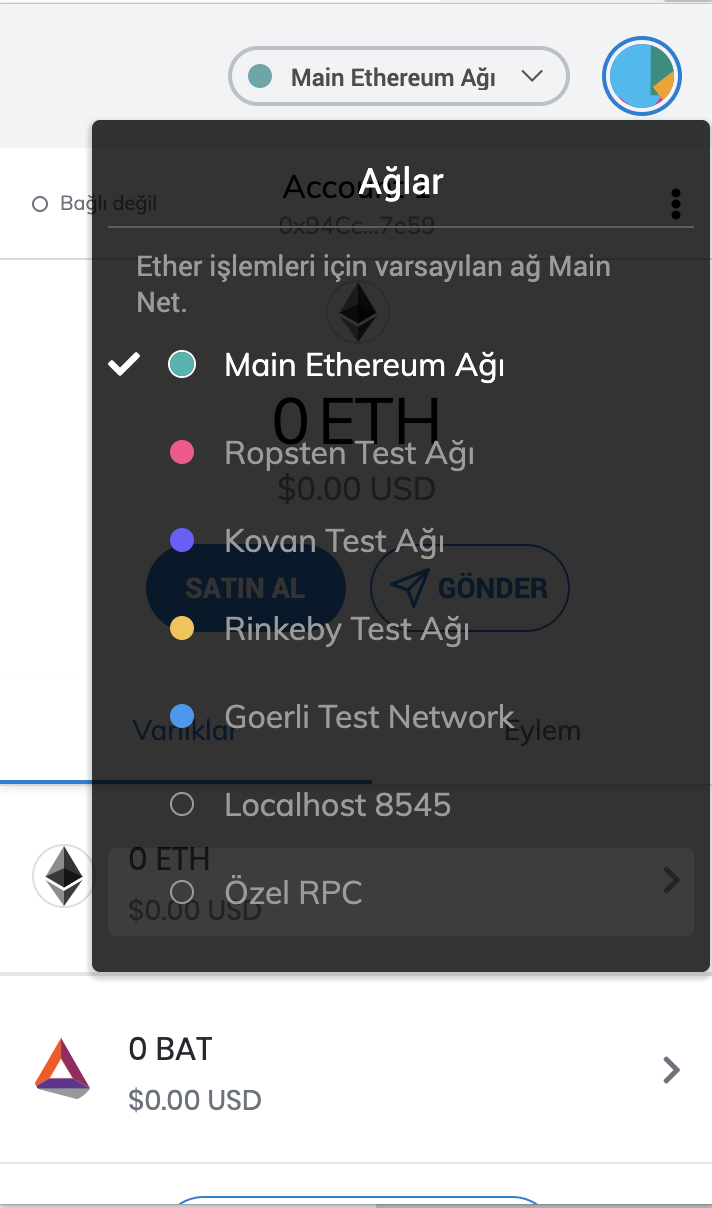 Main Ethereum Ağı
Bağlı değil
Account 1
0x94Cc...7e59
Ağlar
Ether işlemleri için varsayılan ağ Main
Net.
Main Ethereum Ağı
0 ETH
Ropsten Test Ağı
$0.00 USD
Kovan Test Ağı
SATIN AL
GÖNDER
Rinkeby Test Ağı
Goerli Test Network
Varlıklar
Eylem
Localhost 8545
0 ETH
Özel RPC
$0.00 USD
0 BAT
$0.00 USD